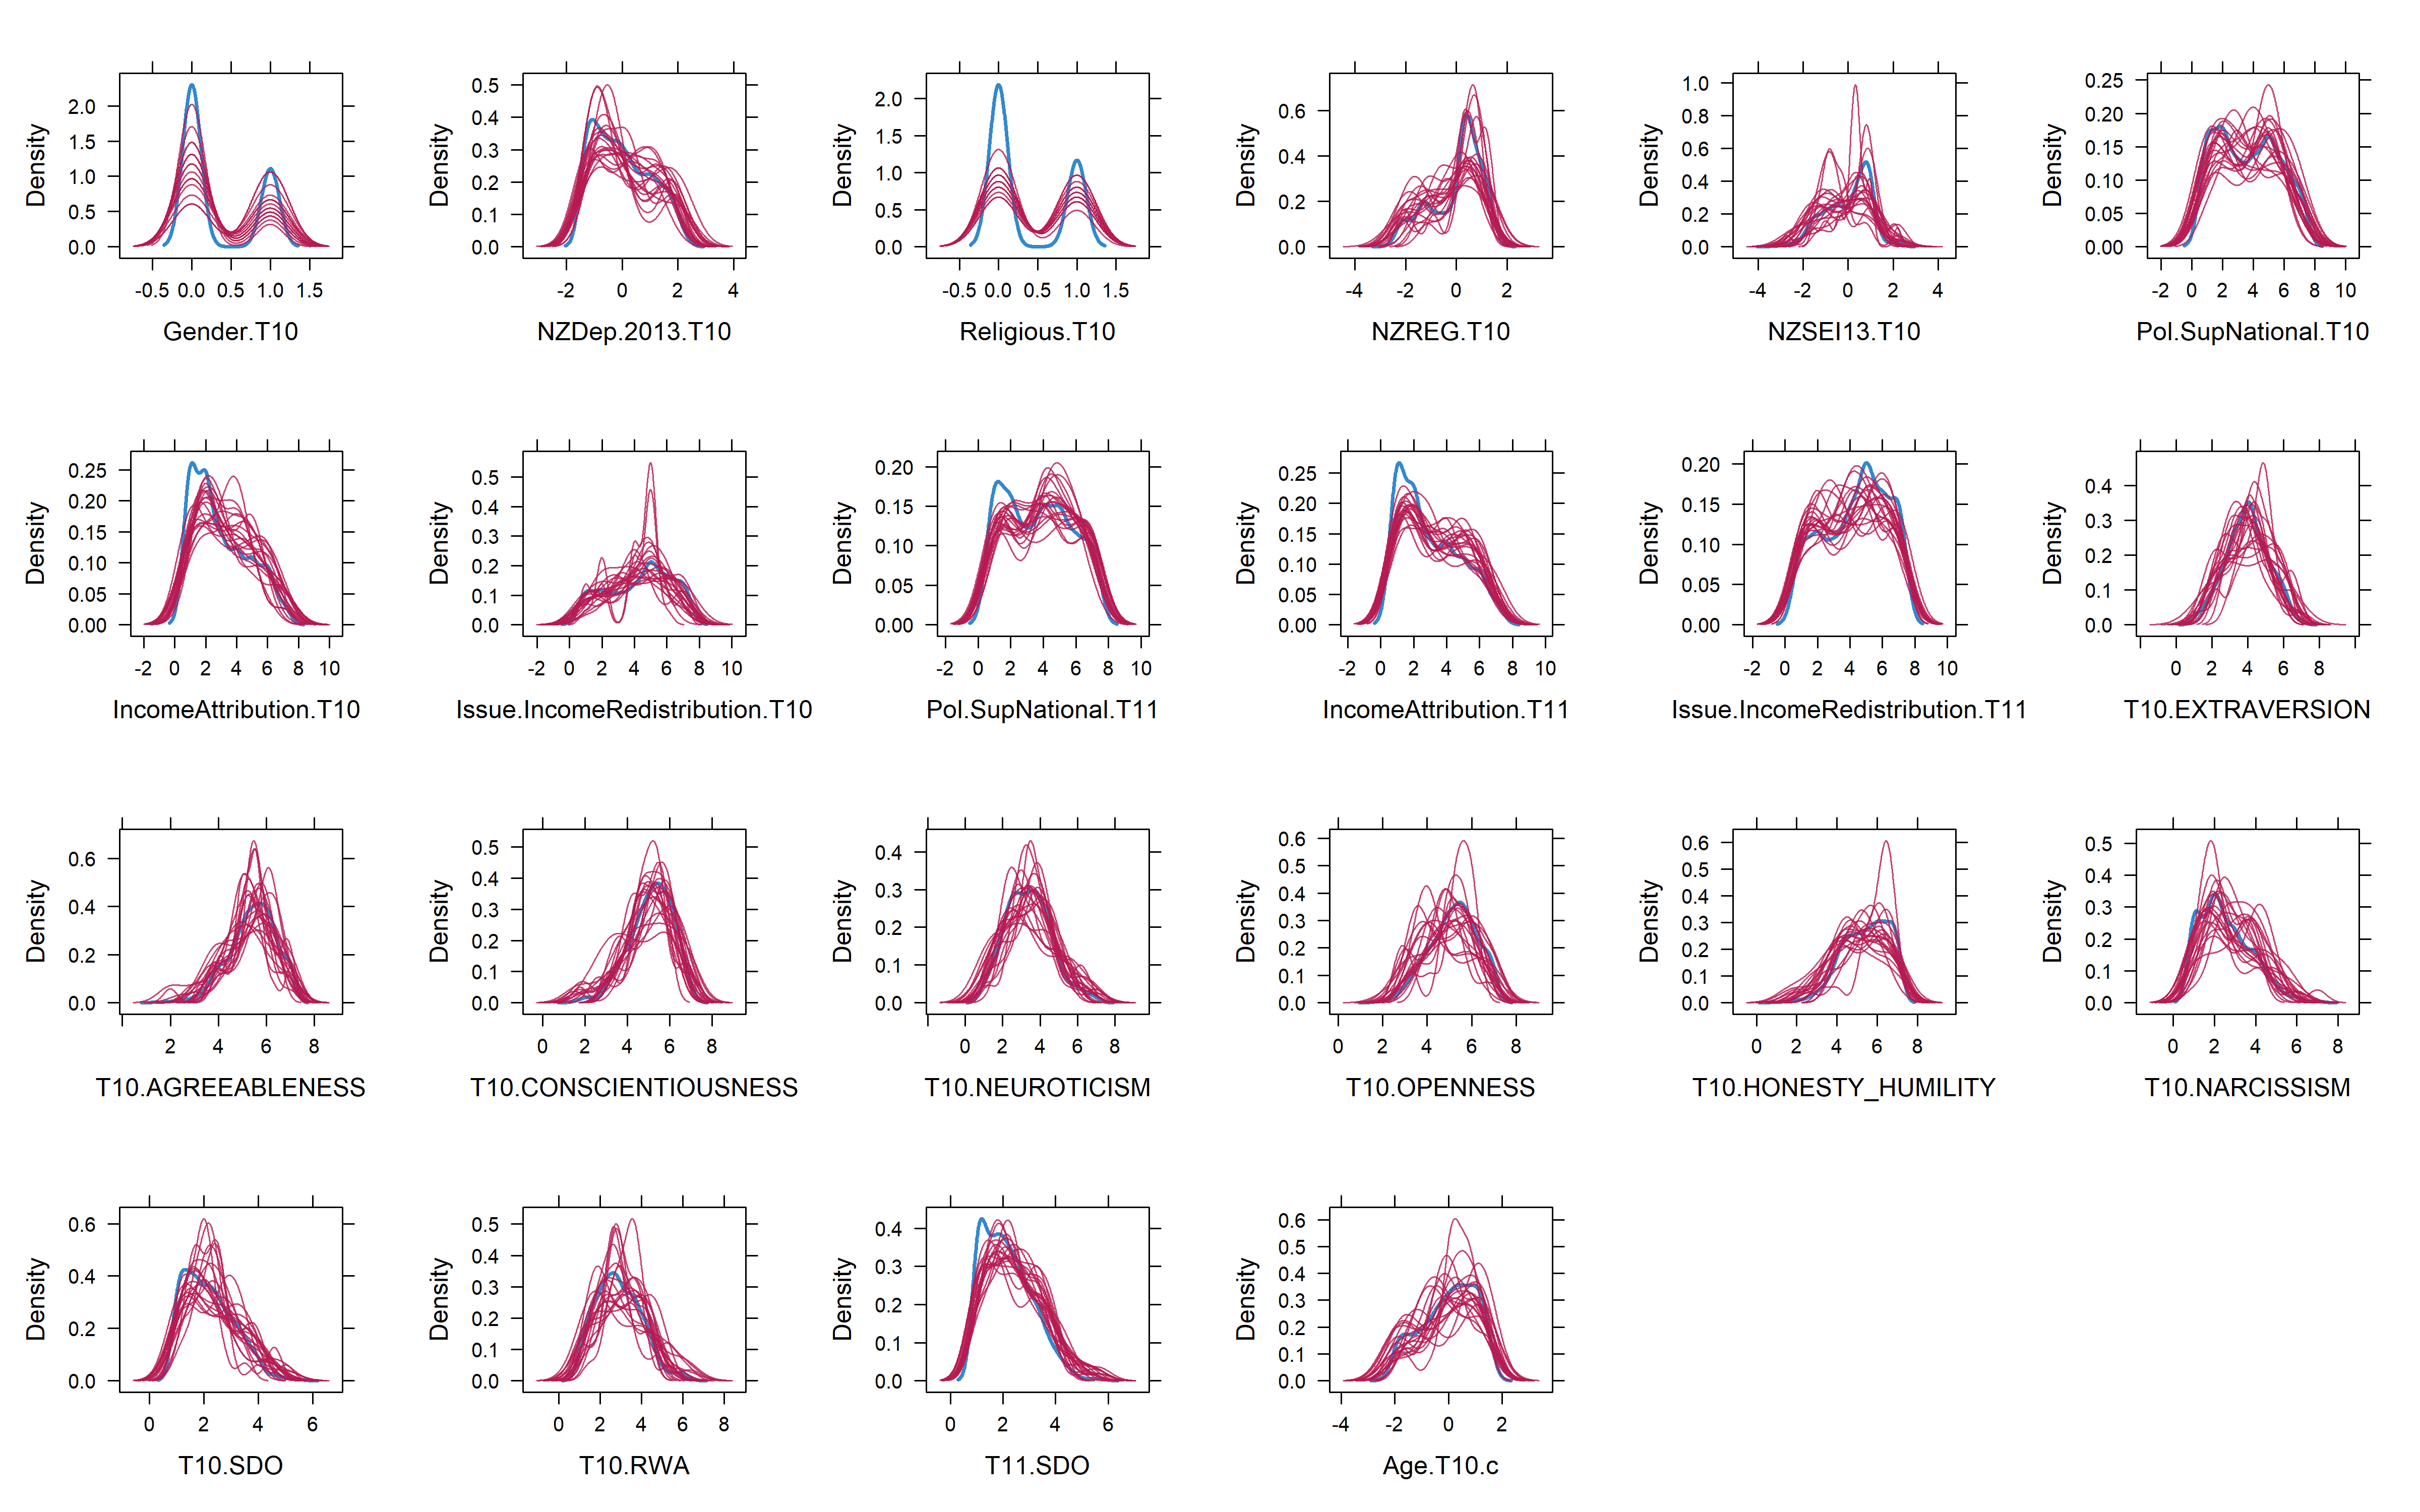 Density
2.0
1.5
1.0
0.5
0.0
-0.5 0.0 0.5 1.0 1.5
Gender.T10
Density
0.5
0.4
0.3
0.2
0.1
0.0
-2 0 2 4
NZDep.2013.T10
Density
2.0
1.5
1.0
0.5
0.0
-0.5 0.0 0.5 1.0 1.5
Religious.T10
Density
0.6
0.4
0.2
0.0
-4 -2 0 2
NZREG.T10
Density
1.0
0.8
0.6
0.4
0.2
0.0
-4 -2 0 2 4
NZSEI13.T10
Density
0.25
0.20
0.15
0.10
0.05
0.00
-2 0 2 4 6 8 10
Pol.SupNational.T10
Density
0.25
0.20
0.15
0.10
0.05
0.00
-2 0 2 4 6 8 10
IncomeAttribution.T10
Density
0.5
0.4
0.3
0.2
0.1
0.0
-2 0 2 4 6 8 10
Issue.IncomeRedistribution.T10
Density
0.20
0.15
0.10
0.05
0.00
-2 0 2 4 6 8 10
Pol.SupNational.T11
Density
0.25
0.20
0.15
0.10
0.05
0.00
-2 0 2 4 6 8 10
IncomeAttribution.T11
Density
0.20
0.15
0.10
0.05
0.00
-2 0 2 4 6 8 10
Issue.IncomeRedistribution.T11
Density
0.4
0.3
0.2
0.1
0.0
0 2 4 6 8
T10.EXTRAVERSION
Density
0.6
0.4
0.2
0.0
2 4 6 8
T10.AGREEABLENESS
Density
0.5
0.4
0.3
0.2
0.1
0.0
0 2 4 6 8
T10.CONSCIENTIOUSNESS
Density
0.4
0.3
0.2
0.1
0.0
0 2 4 6 8
T10.NEUROTICISM
Density
0.6
0.5
0.4
0.3
0.2
0.1
0.0
0 2 4 6 8
T10.OPENNESS
Density
0.6
0.5
0.4
0.3
0.2
0.1
0.0
0 2 4 6 8
T10.HONESTY_HUMILITY
Density
0.5
0.4
0.3
0.2
0.1
0.0
0 2 4 6 8
T10.NARCISSISM
Density
0.6
0.4
0.2
0.0
0 2 4 6
T10.SDO
Density
0.5
0.4
0.3
0.2
0.1
0.0
0 2 4 6 8
T10.RWA
Density
0.4
0.3
0.2
0.1
0.0
0 2 4 6
T11.SDO
Density
0.6
0.5
0.4
0.3
0.2
0.1
0.0
-4 -2 0 2
Age.T10.c